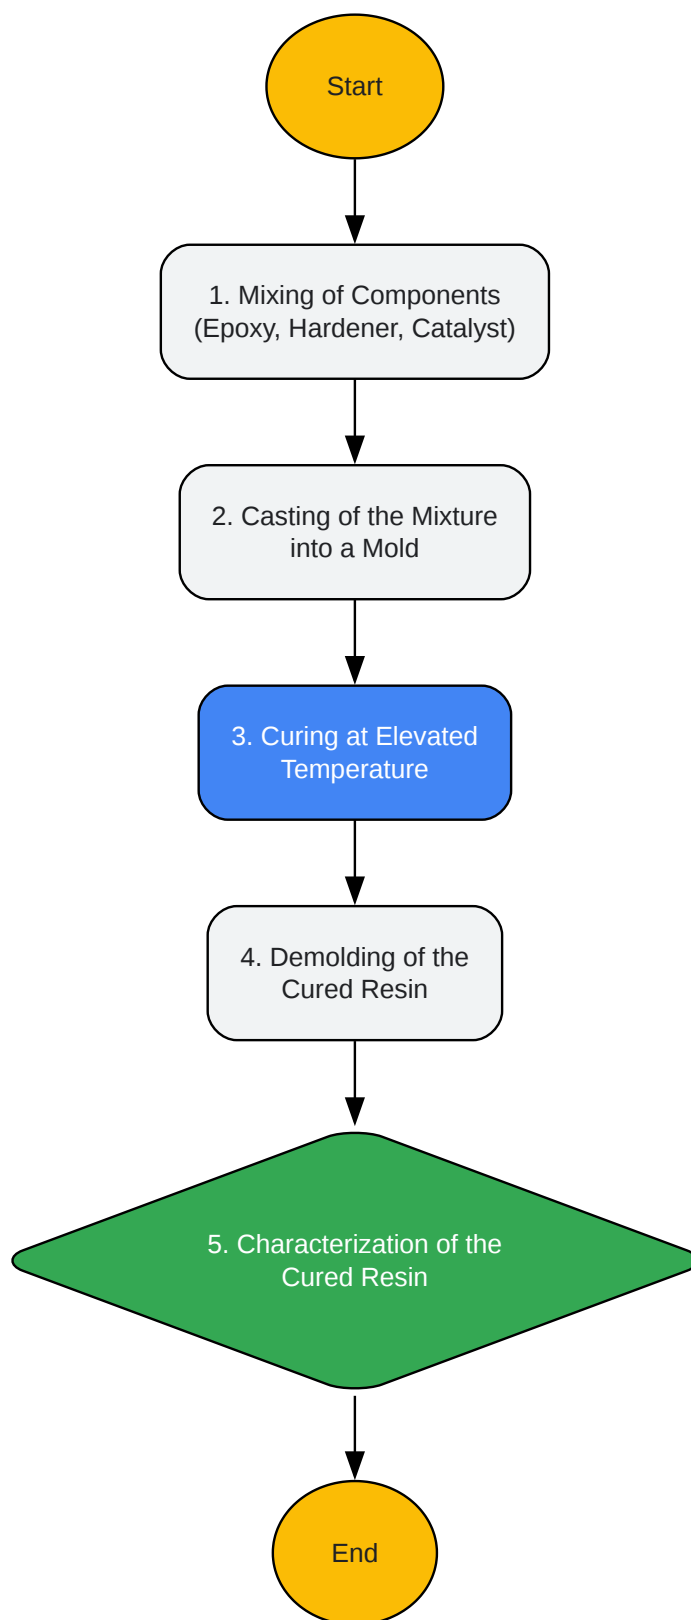 Start
1. Mixing of Components
(Epoxy, Hardener, Catalyst)
2. Casting of the Mixture
into a Mold
3. Curing at Elevated
Temperature
4. Demolding of the
Cured Resin
5. Characterization of the
Cured Resin
End